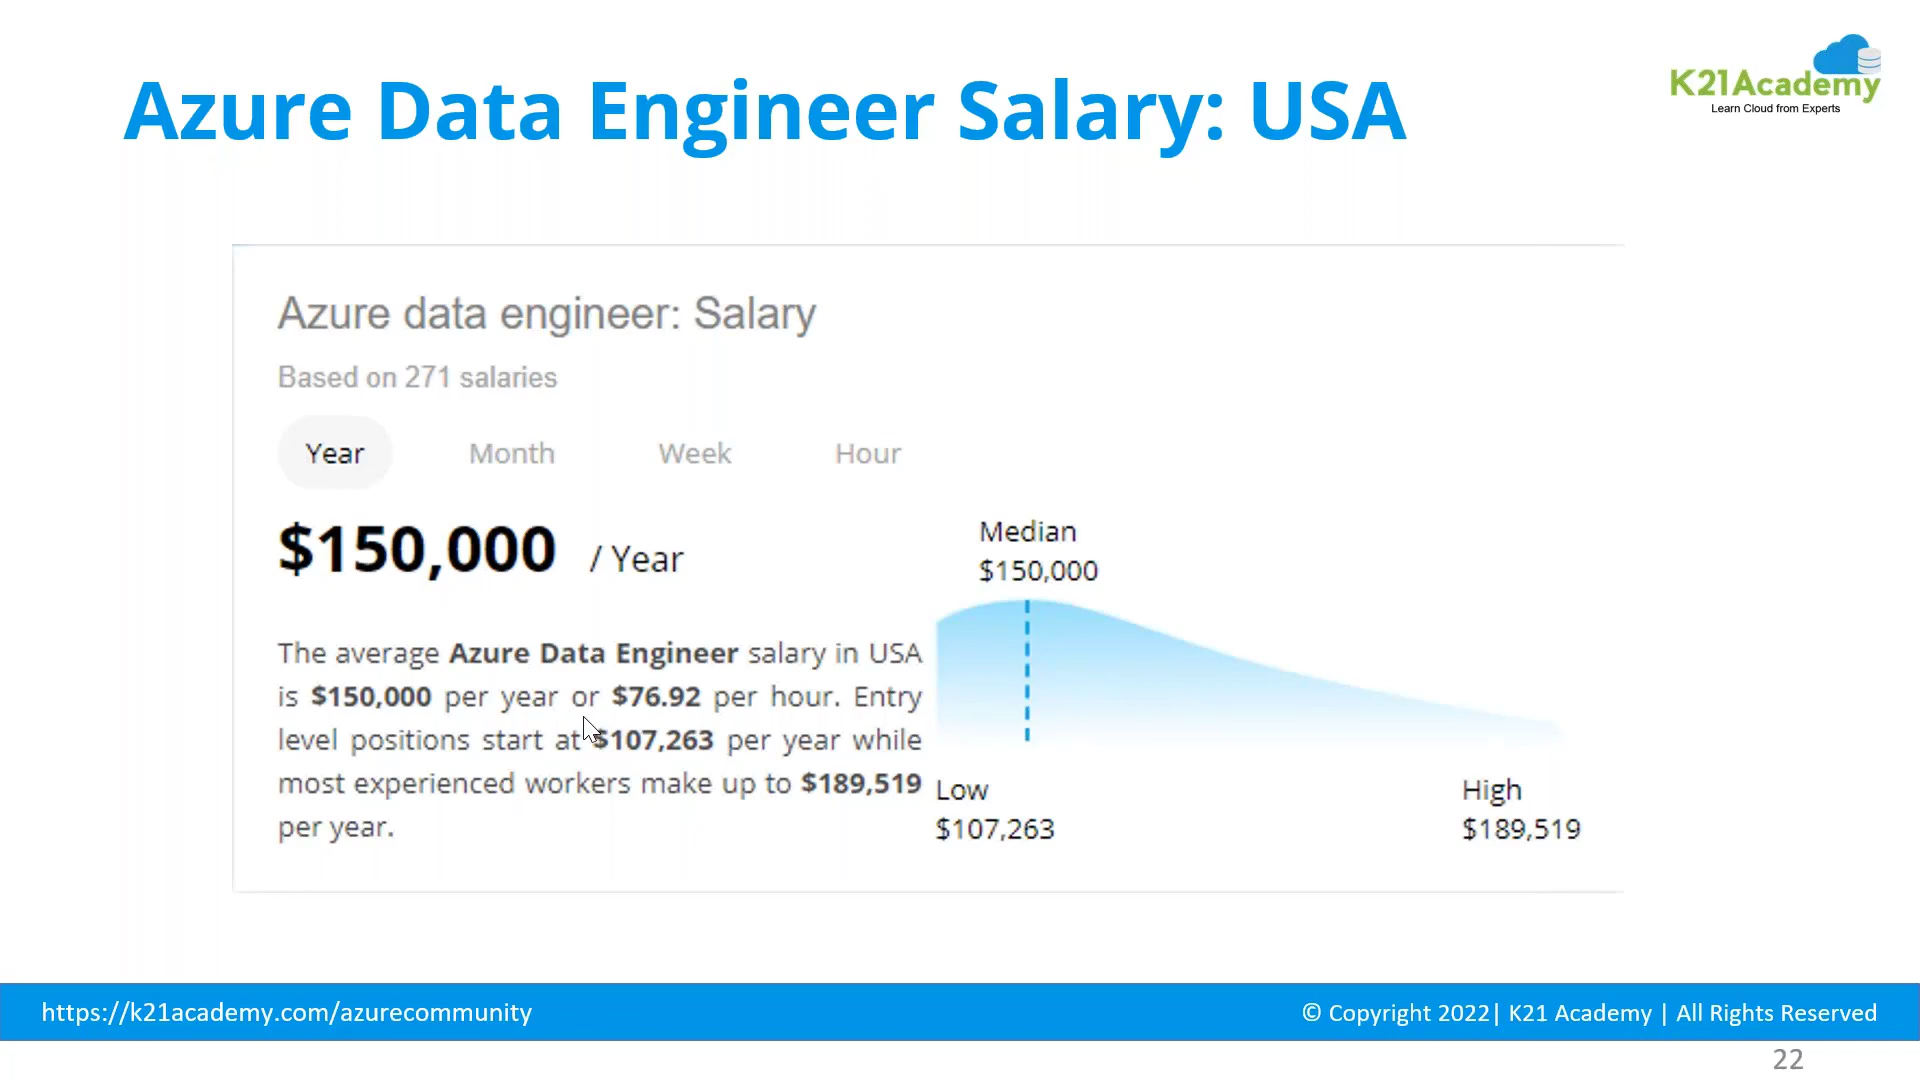 Azure Data Engineer Salary: USA
K21Academy
Learn Cloud from Experts
Azure data engineer: Salary
Based on 271 salaries
Year Month Week Hour
$150,000 / Year
The average Azure Data Engineer salary in USA
is $150,000 per year or $76.92 per hour. Entry
level positions start at $107,263 per year while
most experienced workers make up to $189,519
per year.
Median
$150,000
Low
$107,263
High
$189,519
https://k21academy.com/azurecommunity
© Copyright 2022| K21 Academy | All Rights Reserved
22